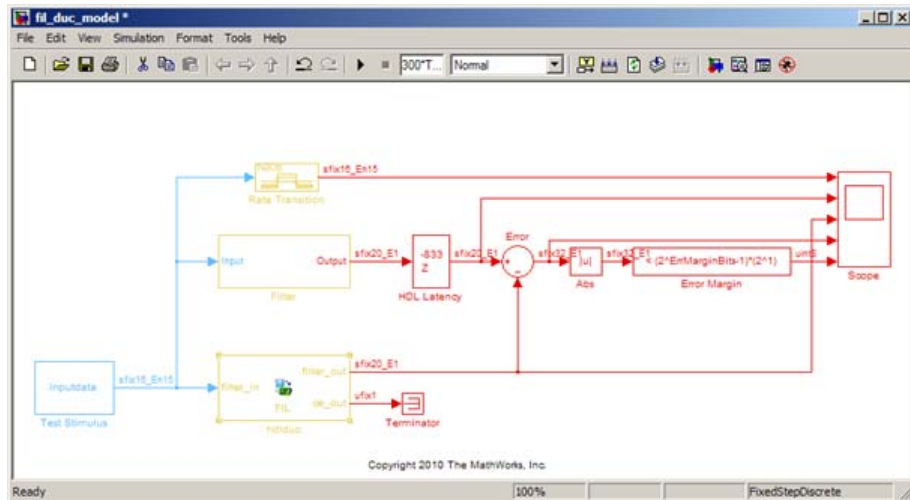 fil_duc_model *
File Edit View Simulation Format Tools Help
300*T... Normal
sfix16_En15
Rate Transition
Input Output
Filter
sfix20_E1
-833
Z
HDL Latency
sfix20_E1
Error
sfix32_E1
|u|
Abs
sfix32_E1
< (2^ErrMarginBits-1)*(2^1)
Error Margin
Scope
Inputdata
Test Stimulus
sfix16_En15
filter_in filter_out
FIL
ce_out
hdlduc
sfix20_E1
ufix1
Terminator
Copyright 2010 The MathWorks, Inc.
Ready 100% FixedStepDiscrete